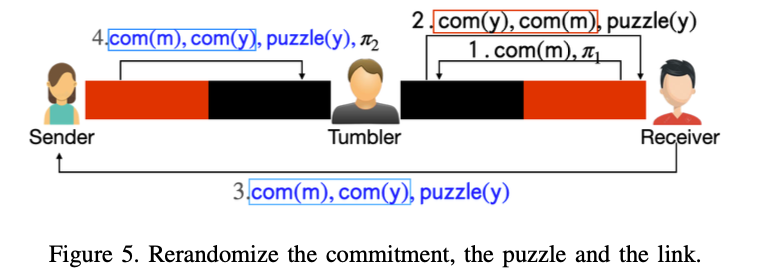 2.com(y), com(m), puzzle(y)
4.com(m), com(y), puzzle(y), π₂
1.com(m), π₁
Sender
Tumbler
Receiver
3.com(m), com(y), puzzle(y)
Figure 5. Rerandomize the commitment, the puzzle and the link.